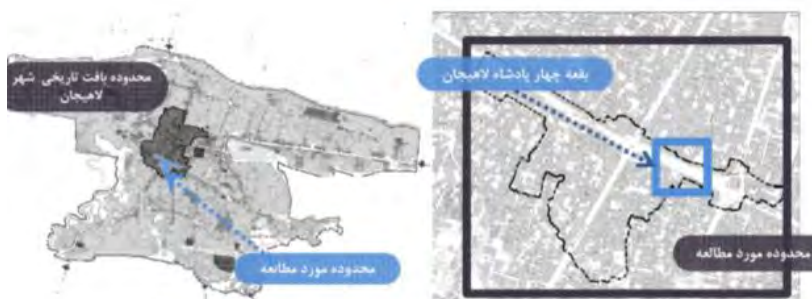 محدوده بافت تاریخی شهر
لاهیجان
محدوده مورد مطالعه
بقعه چهار پادشاه لاهیجان
محدوده مورد مطالعه